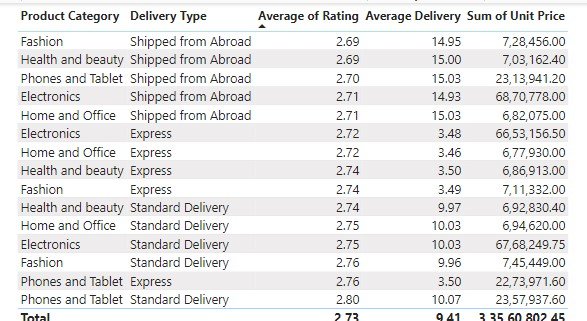 Product Category Delivery Type Average of Rating Average Delivery Sum of Unit Price
Fashion Shipped from Abroad 2.69 14.95 7,28,456.00
Health and beauty Shipped from Abroad 2.69 15.00 7,03,162.40
Phones and Tablet Shipped from Abroad 2.70 15.03 23,13,941.20
Electronics Shipped from Abroad 2.71 14.93 68,70,778.00
Home and Office Shipped from Abroad 2.71 15.03 6,82,075.00
Electronics Express 2.72 3.48 66,53,156.50
Home and Office Express 2.72 3.46 6,77,930.00
Health and beauty Express 2.74 3.50 6,86,913.00
Fashion Express 2.74 3.49 7,11,332.00
Health and beauty Standard Delivery 2.74 9.97 6,92,830.40
Home and Office Standard Delivery 2.75 10.03 6,94,620.00
Electronics Standard Delivery 2.75 10.03 67,68,249.75
Fashion Standard Delivery 2.76 9.96 7,45,449.00
Phones and Tablet Express 2.76 3.50 22,73,971.60
Phones and Tablet Standard Delivery 2.80 10.07 23,57,937.60
Total 2.73 9.41 3,35,60,802.45